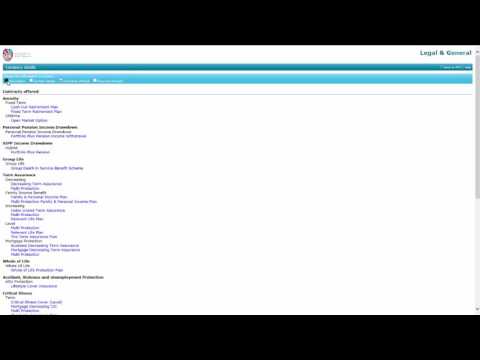 Legal & General
Company details
Contracts offered
Annuity
Fixed Term
Cash Out Retirement Plan
Fixed Term Retirement Plan
Lifetime
Open Market Option
Personal Pension Income Drawdown
Personal Pension Income Drawdown
Portfolio Plus Pension Income Withdrawal
SIPP Income Drawdown
Hybrid
Portfolio Plus Pension
Group Life
Group Life
Group Death in Service Benefit Scheme
Term Assurance
Decreasing
Decreasing Term Assurance
Multi Protection
Family Income Benefit
Family & Personal Income Plan
Multi Protection Family & Personal Income Plan
Increasing
Index Linked Term Assurance
Multi Protection
Relevant Life Plan
Level
Multi Protection
Relevant Life Plan
Term Assurance Plan
Mortgage Protection
Decreasing Term Assurance
Mortgage Decreasing Term Assurance
Multi Protection
Whole of Life
Whole of Life
Whole of Life Protection Plan
Accident, Sickness and Unemployment Protection
ASU Protection
Lifestyle Cover Insurance
Critical Illness
Term
Critical Illness Cover (Level)
Mortgage Decreasing CIC
Multi Protection